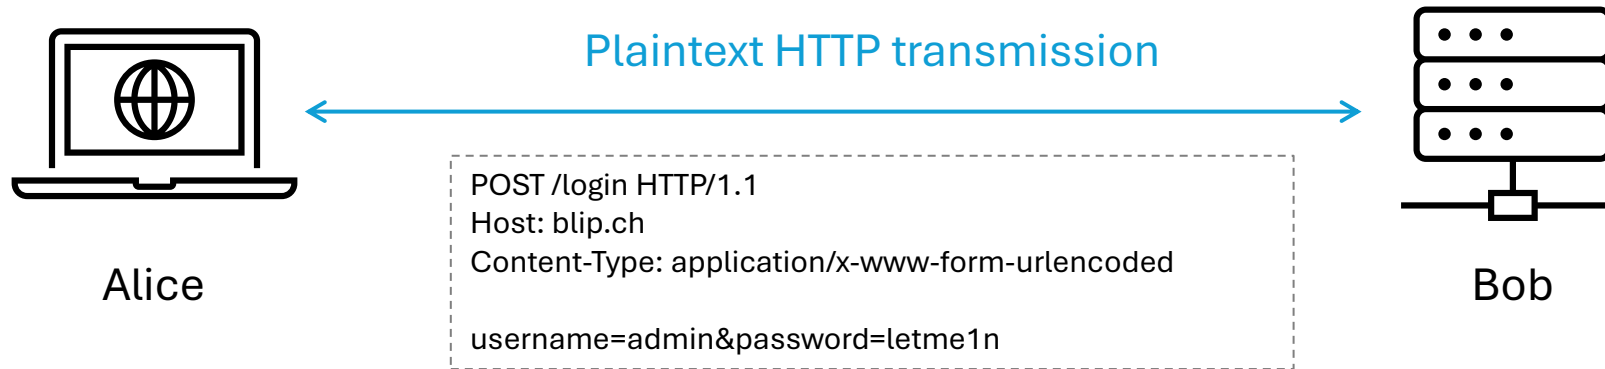 Plaintext HTTP transmission
POST /login HTTP/1.1
Host: blip.ch
Content-Type: application/x-www-form-urlencoded
username=admin&password=letme1n
Alice
Bob